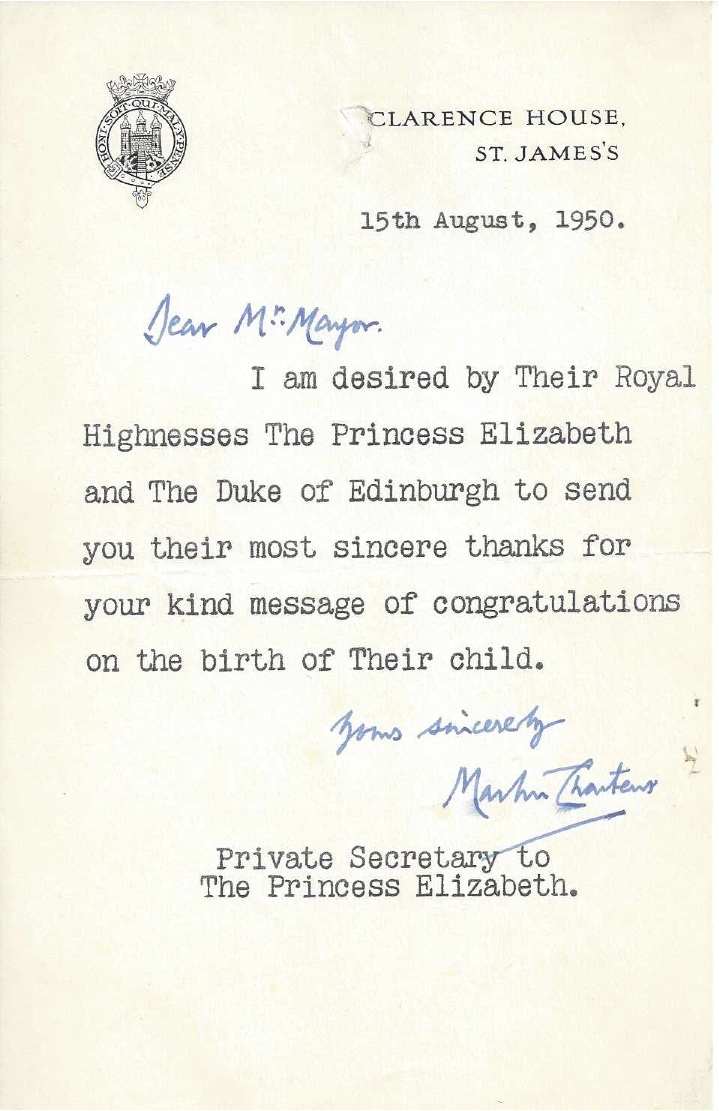 HONI·SOIT·QUI·MAL·Y·PENSE
CLARENCE HOUSE,
ST. JAMES'S
15th August, 1950.
Dear Mr. Mayor.
I am desired by Their Royal
Highnesses The Princess Elizabeth
and The Duke of Edinburgh to send
you their most sincere thanks for
your kind message of congratulations
on the birth of Their child.
Yours sincerely
Martin Charteris
Private Secretary to
The Princess Elizabeth.